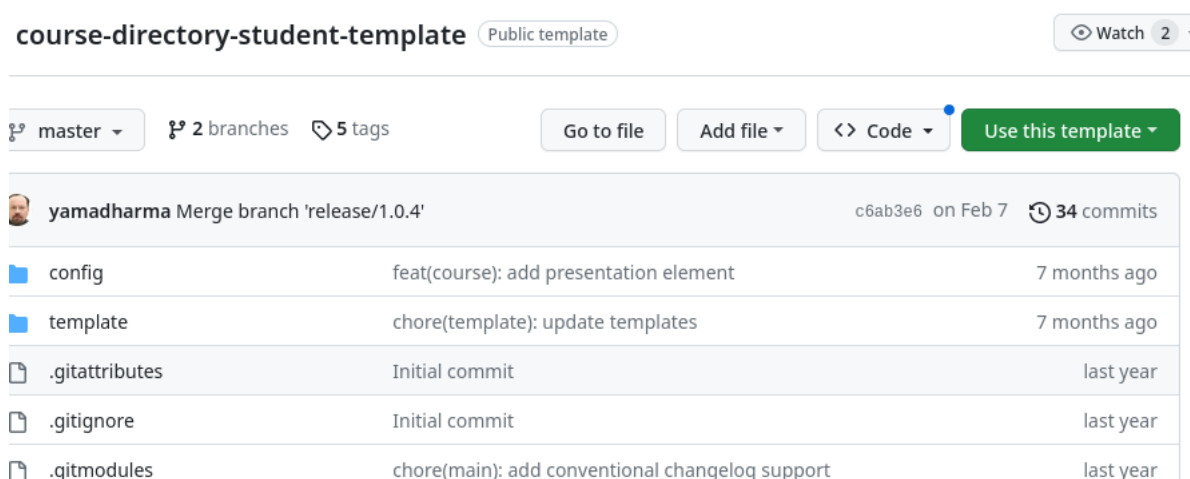 course-directory-student-template Public template Watch 2
master 2 branches 5 tags Go to file Add file <> Code Use this template
yamadharma Merge branch 'release/1.0.4' c6ab3e6 on Feb 7 34 commits
config feat(course): add presentation element 7 months ago
template chore(template): update templates 7 months ago
.gitattributes Initial commit last year
.gitignore Initial commit last year
.gitmodules chore(main): add conventional changelog support last year